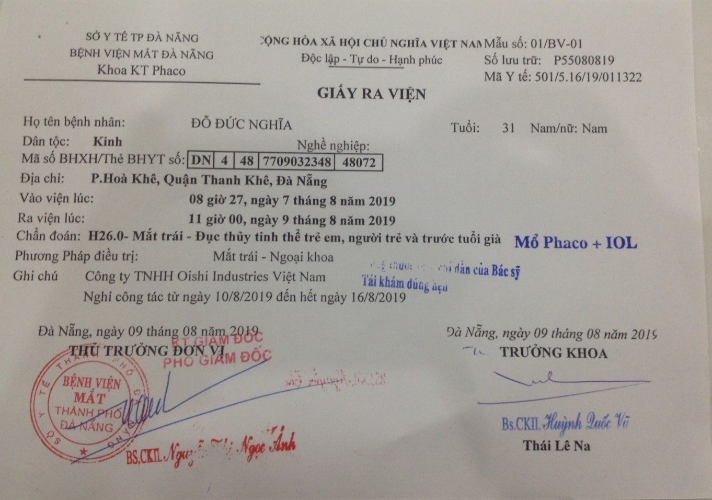 SỞ Y TẾ TP ĐÀ NẴNG
BỆNH VIỆN MẮT ĐÀ NẴNG
Khoa KT Phaco
CỘNG HÒA XÃ HỘI CHỦ NGHĨA VIỆT NAM
Độc lập - Tự do - Hạnh phúc
Mẫu số: 01/BV-01
Số lưu trữ: P55080819
Mã Y tế: 501/5.16/19/011322
GIẤY RA VIỆN
Họ tên bệnh nhân: ĐỖ ĐỨC NGHĨA Tuổi: 31 Nam/nữ: Nam
Dân tộc: Kinh Nghề nghiệp:
Mã số BHXH/Thẻ BHYT số: DN 4 48 7709032348 48072
Địa chỉ: P.Hoà Khê, Quận Thanh Khê, Đà Nẵng
Vào viện lúc: 08 giờ 27, ngày 7 tháng 8 năm 2019
Ra viện lúc: 11 giờ 00, ngày 9 tháng 8 năm 2019
Chẩn đoán: H26.0- Mắt trái - Đục thủy tinh thể trẻ em, người trẻ và trước tuổi già Mổ Phaco + IOL
Phương Pháp điều trị: Mắt trái - Ngoại khoa
dẫn của Bác sỹ
Tái khám đúng hẹn
Ghi chú Công ty TNHH Oishi Industries Việt Nam
Nghỉ công tác từ ngày 10/8/2019 đến hết ngày 16/8/2019
Đà Nẵng, ngày 09 tháng 08 năm 2019
THỦ TRƯỞNG ĐƠN VỊ
KT GIÁM ĐỐC
PHÓ GIÁM ĐỐC
SỞ Y TẾ THÀNH PHỐ ĐÀ NẴNG
BỆNH VIỆN
MẮT
THÀNH PHỐ
ĐÀ NẴNG
BS.CKII. Nguyễn Thị Ngọc Ánh
Đà Nẵng, ngày 09 tháng 08 năm 2019
TRƯỞNG KHOA
Bs.CKII. Huỳnh Quốc Vũ
Thái Lê Na